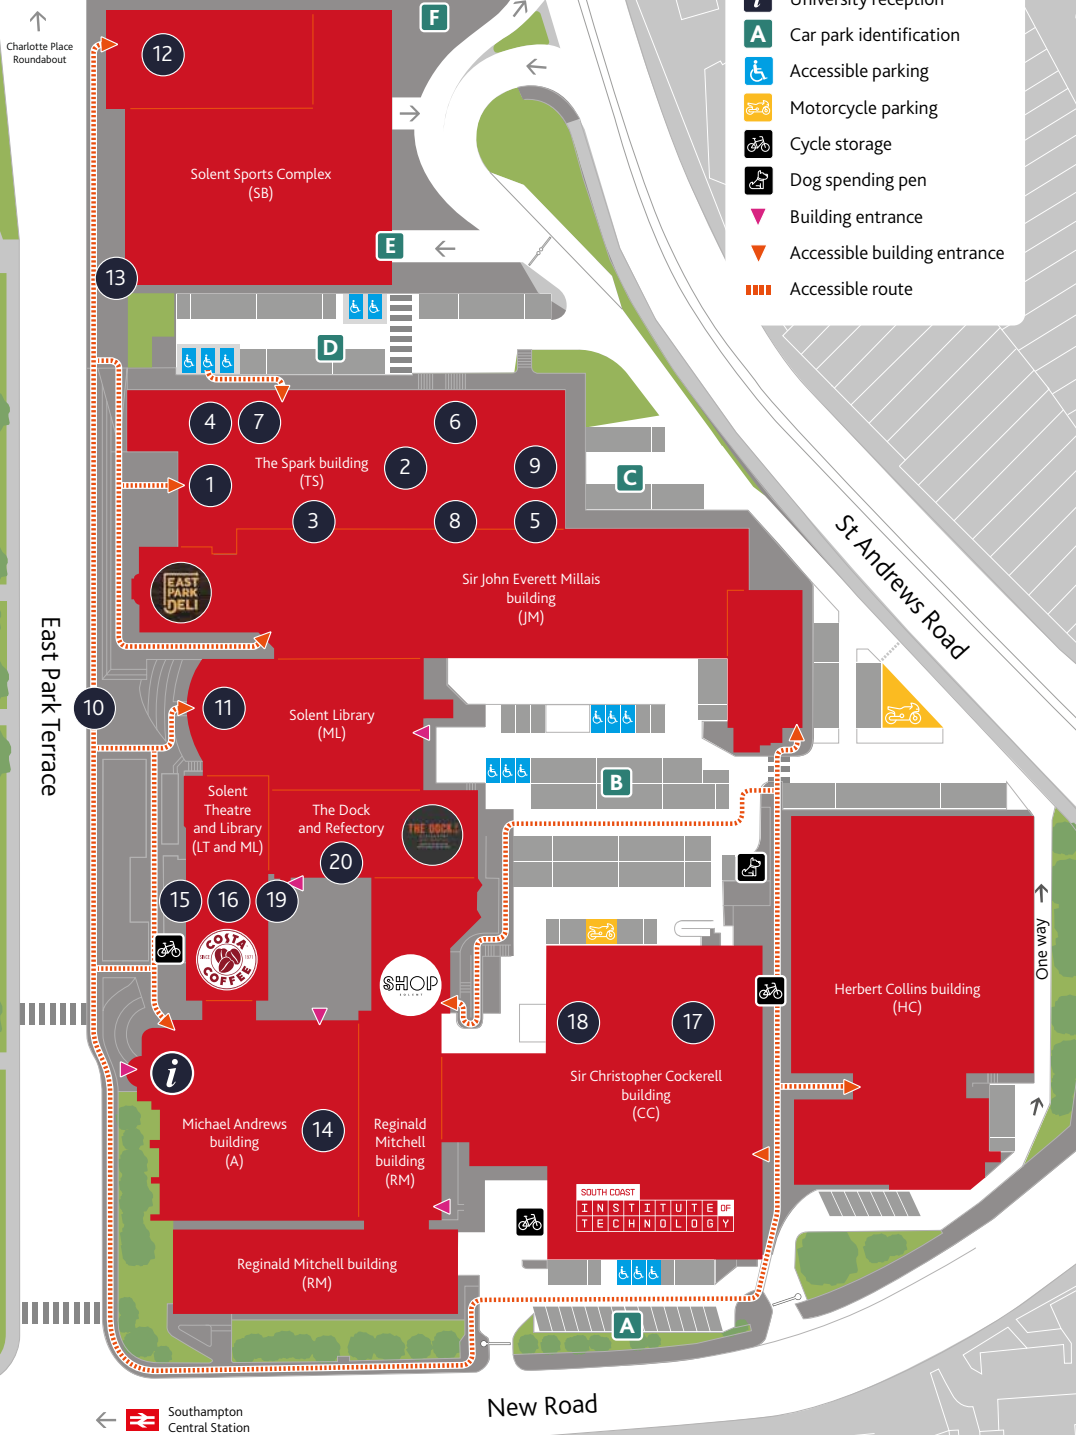 Charlotte Place
Roundabout
F
University reception
A
Car park identification
Accessible parking
Motorcycle parking
Cycle storage
Dog spending pen
Building entrance
Accessible building entrance
Accessible route
12
Solent Sports Complex
(SB)
E
13
D
4
7
6
The Spark building
(TS)
2
9
1
C
3
8
5
EAST
PARK
DELI
Sir John Everett Millais
building
(JM)
St Andrews Road
East Park Terrace
10
11
Solent Library
(ML)
B
Solent
Theatre
and Library
(LT and ML)
The Dock
and Refectory
THE DOCK
20
15
16
19
COSTA
COFFEE
SHOP
One way
Herbert Collins building
(HC)
18
17
Sir Christopher Cockerell
building
(CC)
i
Michael Andrews
building
(A)
14
Reginald
Mitchell
building
(RM)
SOUTH COAST
INSTITUTE OF
TECHNOLOGY
Reginald Mitchell building
(RM)
A
New Road
Southampton
Central Station